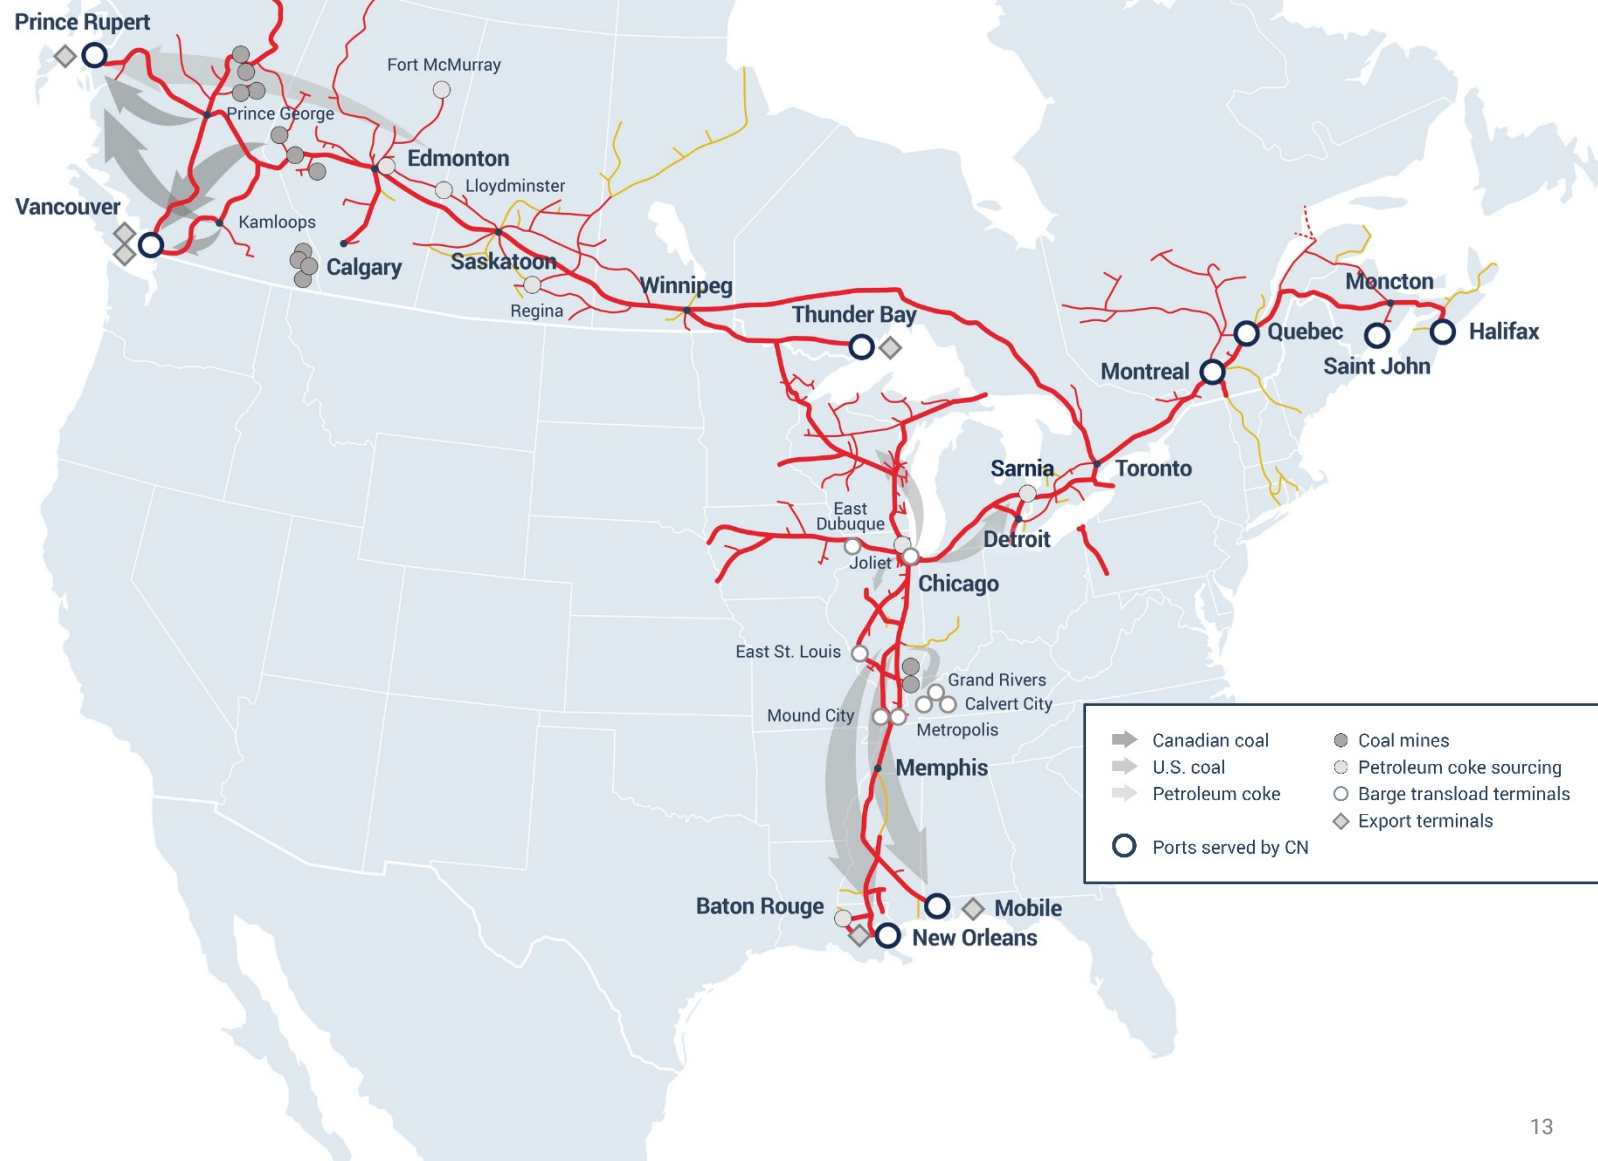 Prince Rupert
Fort McMurray
Prince George
Edmonton
Lloydminster
Vancouver
Kamloops
Calgary
Saskatoon
Regina
Winnipeg
Thunder Bay
Moncton
Quebec
Halifax
Saint John
Montreal
Sarnia
Toronto
East
Dubuque
Detroit
Joliet
Chicago
East St. Louis
Grand Rivers
Calvert City
Mound City
Metropolis
Memphis
Canadian coal
U.S. coal
Petroleum coke
Ports served by CN
Coal mines
Petroleum coke sourcing
Barge transload terminals
Export terminals
Baton Rouge
Mobile
New Orleans
13